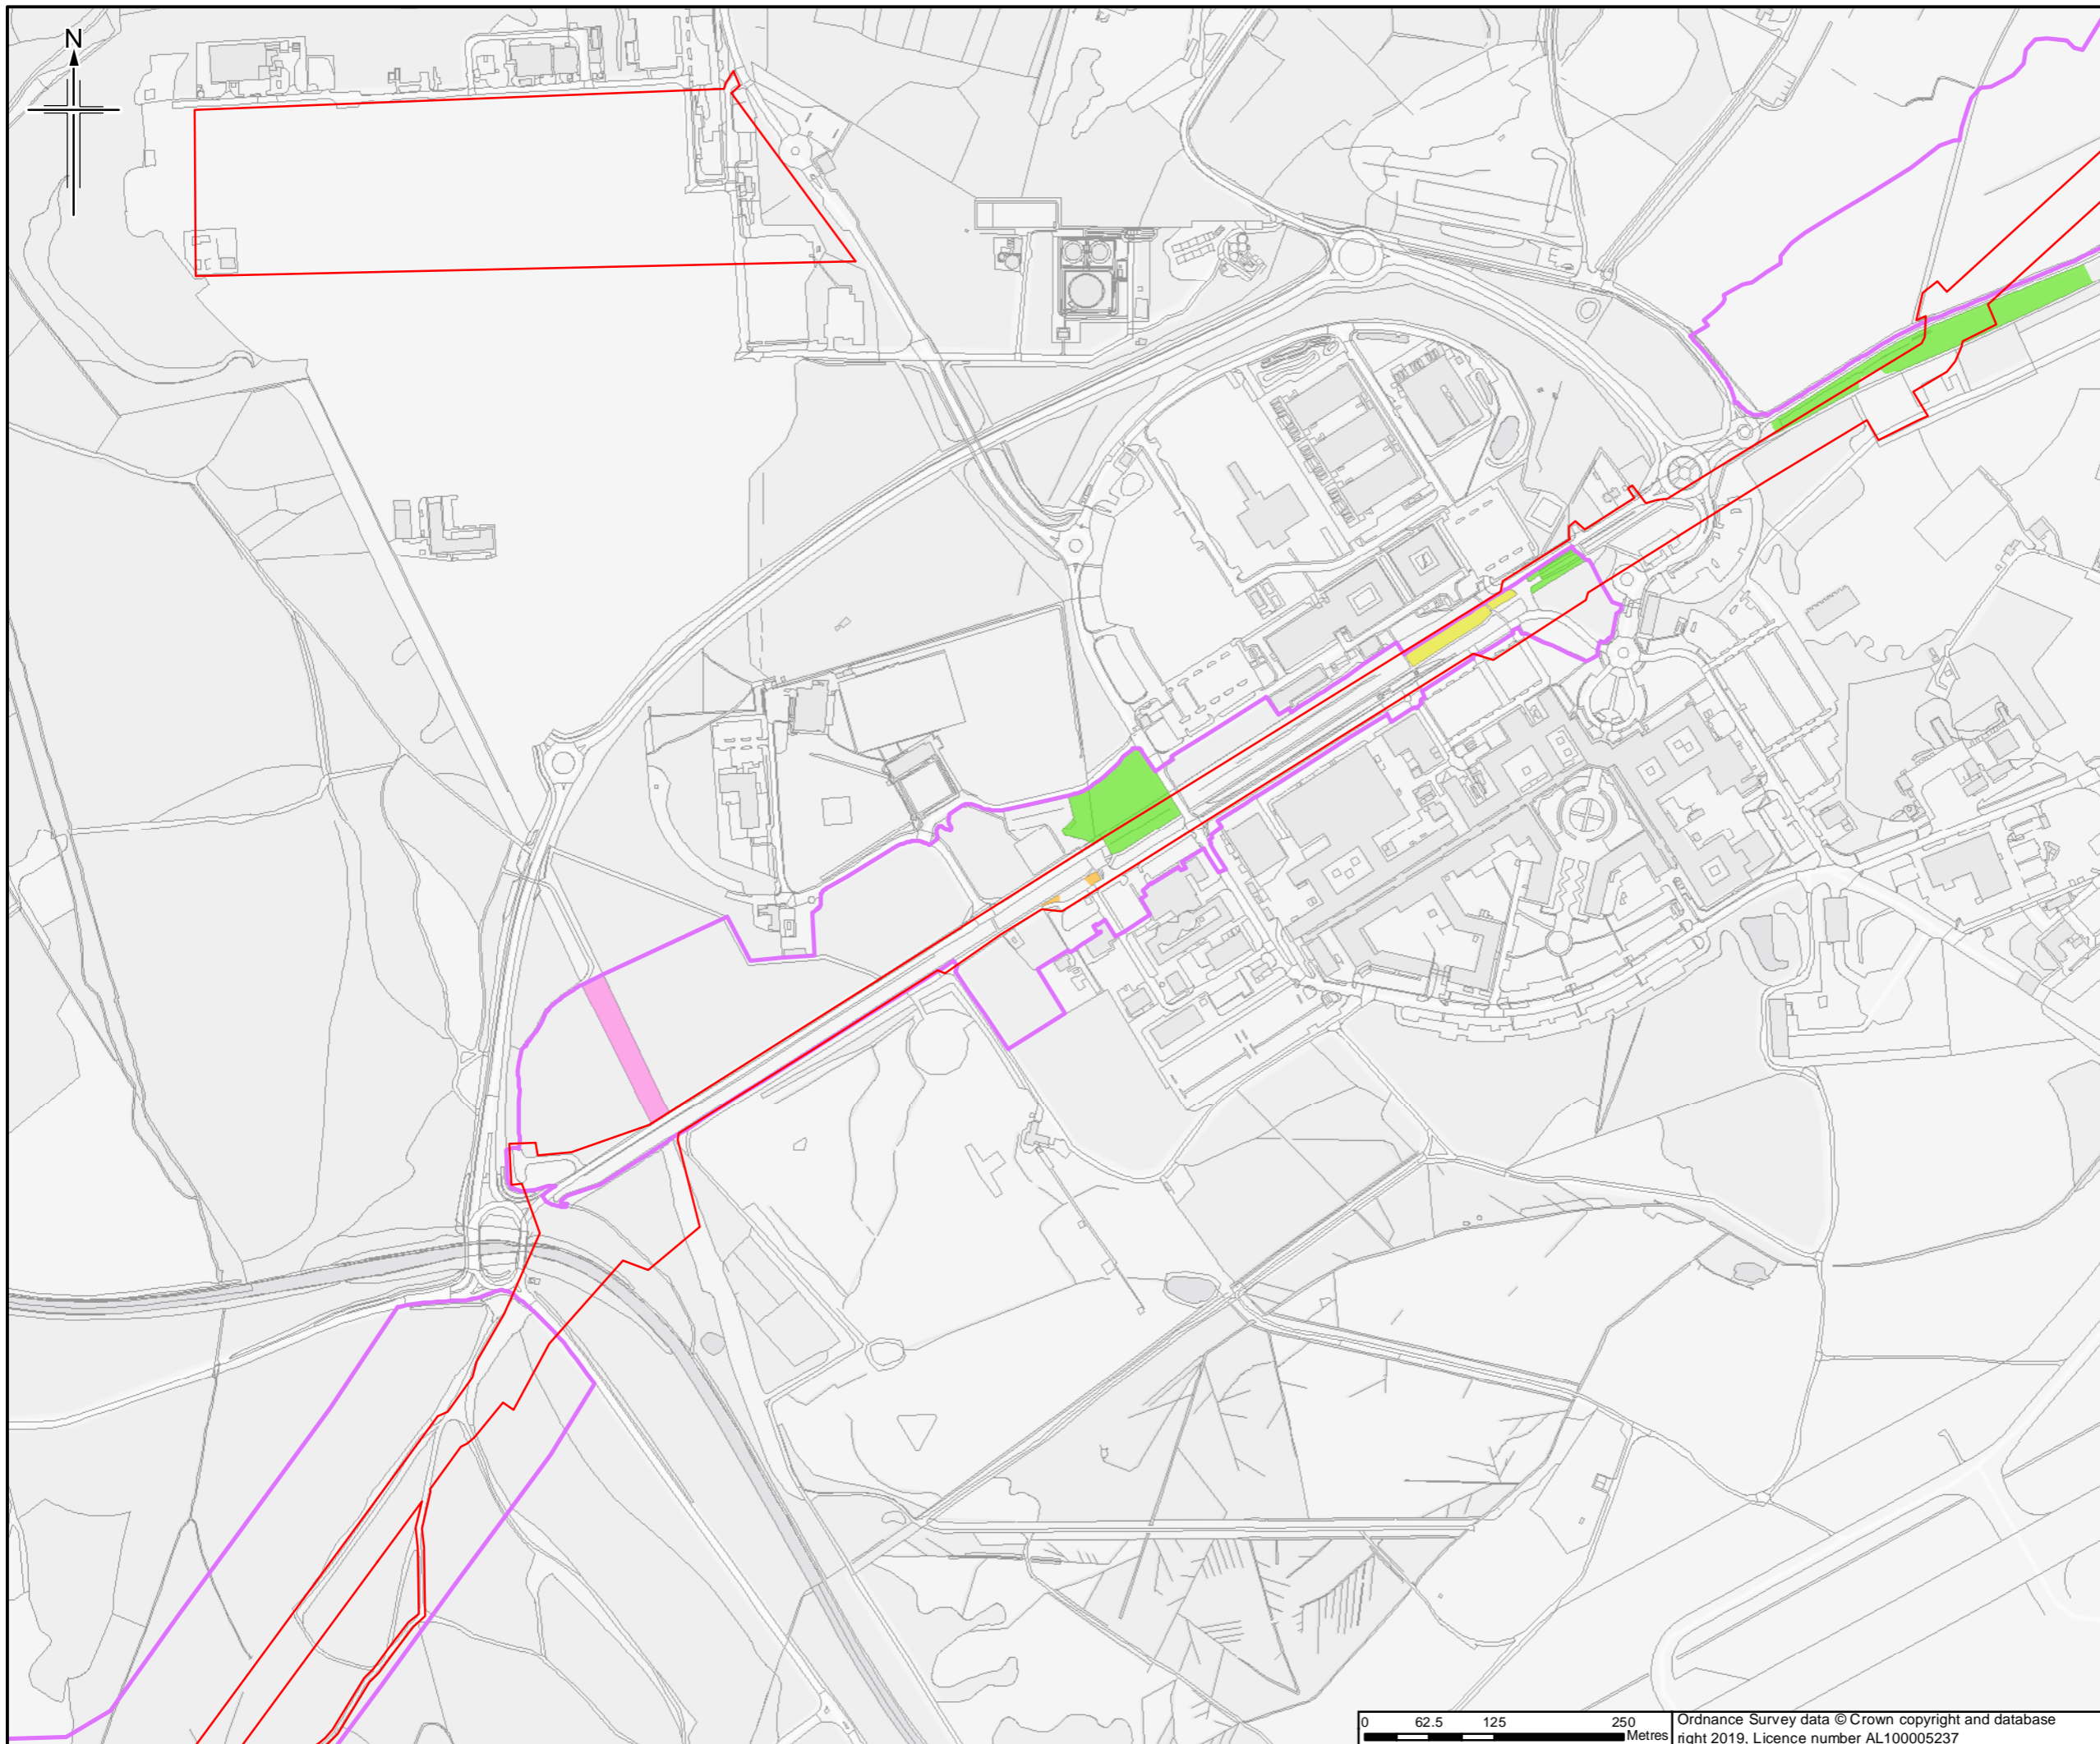 N
0 62.5 125 250
Metres
Ordnance Survey data © Crown copyright and database
right 2019. Licence number AL100005237